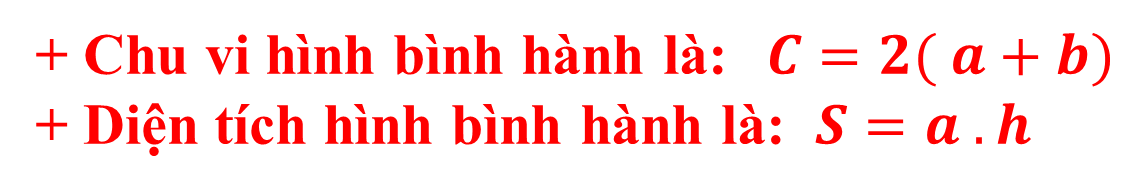 + Chu vi hình bình hành là: C = 2( a + b)
+ Diện tích hình bình hành là: S = a . h